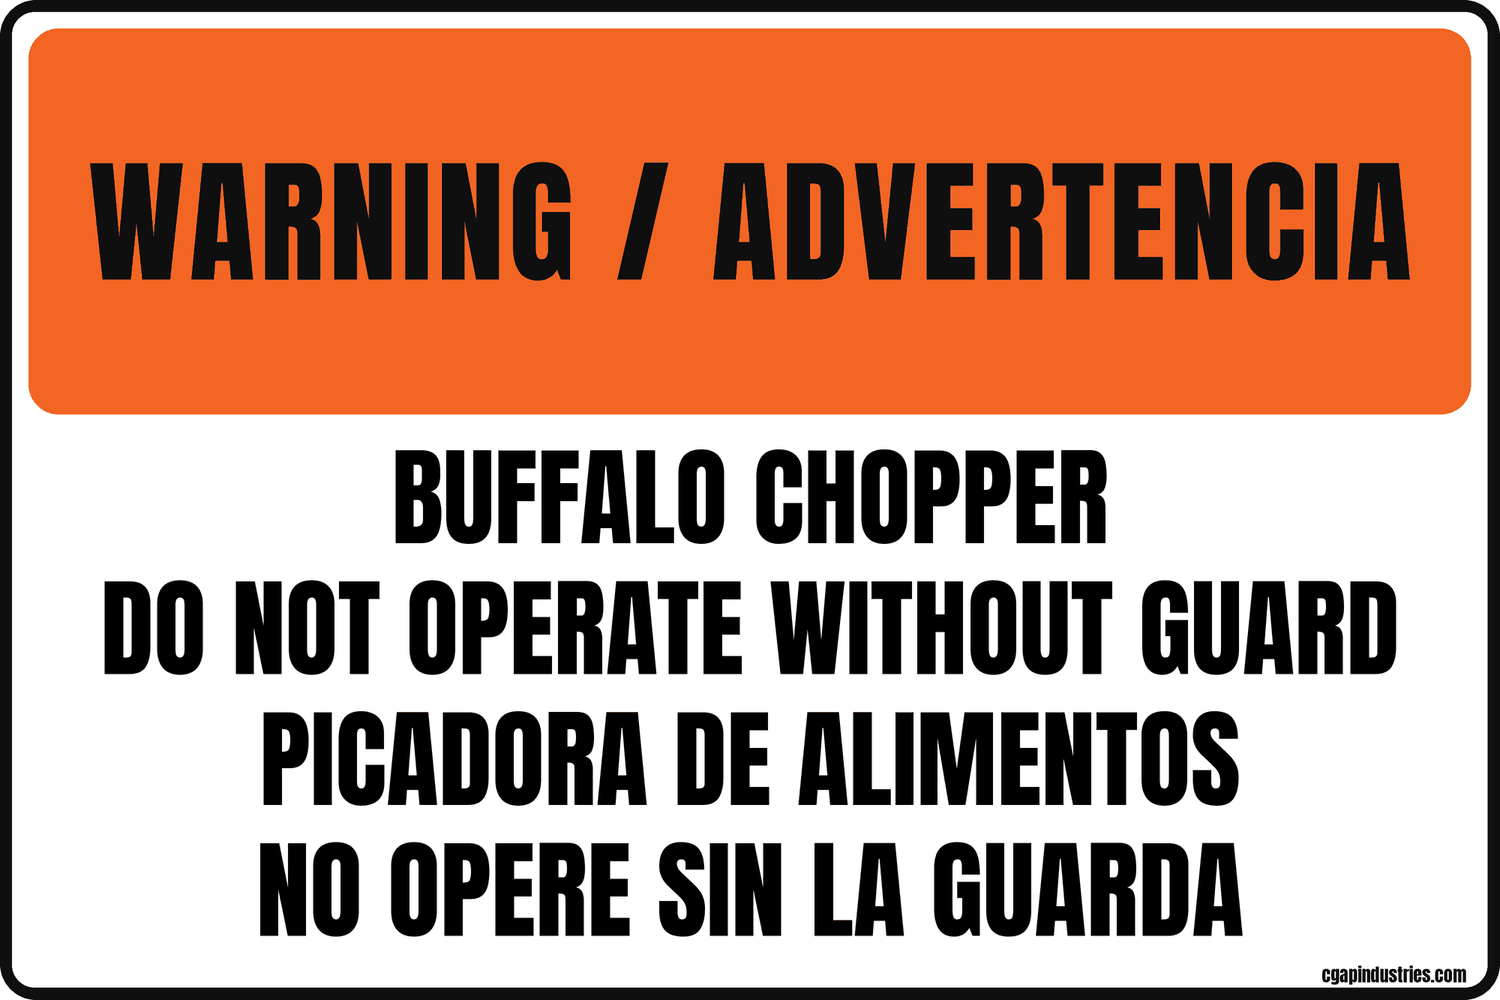 WARNING / ADVERTENCIA
BUFFALO CHOPPER
DO NOT OPERATE WITHOUT GUARD
PICADORA DE ALIMENTOS
NO OPERE SIN LA GUARDA
cgapindustries.com